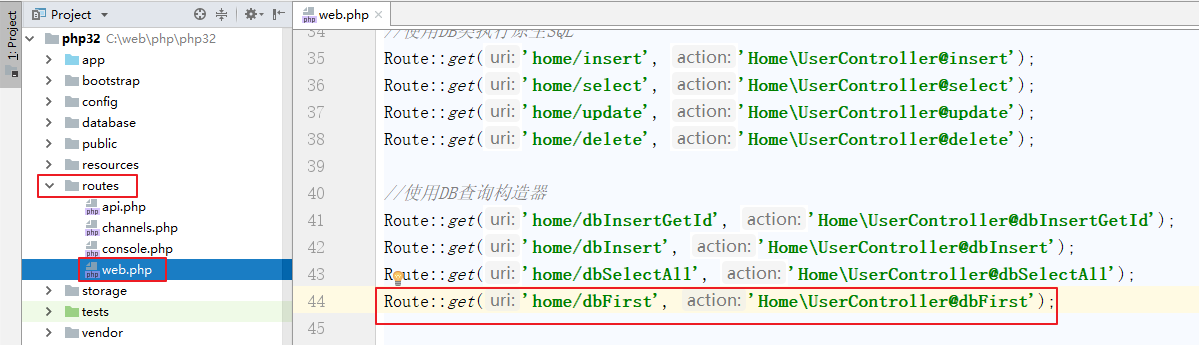 1: Project
Project
php32 C:\web\php\php32
app
bootstrap
config
database
public
resources
routes
php api.php
php channels.php
php console.php
php web.php
storage
tests
vendor
php web.php
34 //使用DB类执行原生SQL
35 Route::get( uri: 'home/insert', action: 'Home\UserController@insert');
36 Route::get( uri: 'home/select', action: 'Home\UserController@select');
37 Route::get( uri: 'home/update', action: 'Home\UserController@update');
38 Route::get( uri: 'home/delete', action: 'Home\UserController@delete');
39
40 //使用DB查询构造器
41 Route::get( uri: 'home/dbInsertGetId', action: 'Home\UserController@dbInsertGetId');
42 Route::get( uri: 'home/dbInsert', action: 'Home\UserController@dbInsert');
43 Route::get( uri: 'home/dbSelectAll', action: 'Home\UserController@dbSelectAll');
44 Route::get( uri: 'home/dbFirst', action: 'Home\UserController@dbFirst');
45